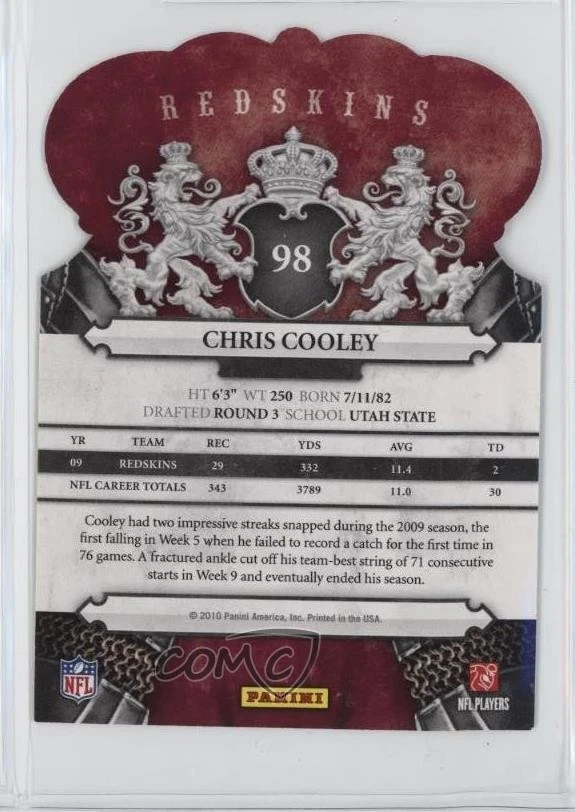 REDSKINS
98
CHRIS COOLEY
HT 6'3" WT 250 BORN 7/11/82
DRAFTED ROUND 3 SCHOOL UTAH STATE
YR TEAM REC YDS AVG TD
09 REDSKINS 29 332 11.4 2
NFL CAREER TOTALS 343 3789 11.0 30
Cooley had two impressive streaks snapped during the 2009 season, the
first falling in Week 5 when he failed to record a catch for the first time in
76 games. A fractured ankle cut off his team-best string of 71 consecutive
starts in Week 9 and eventually ended his season.
© 2010 Panini America, Inc. Printed in the USA.
COMC
NFL PANINI NFL PLAYERS